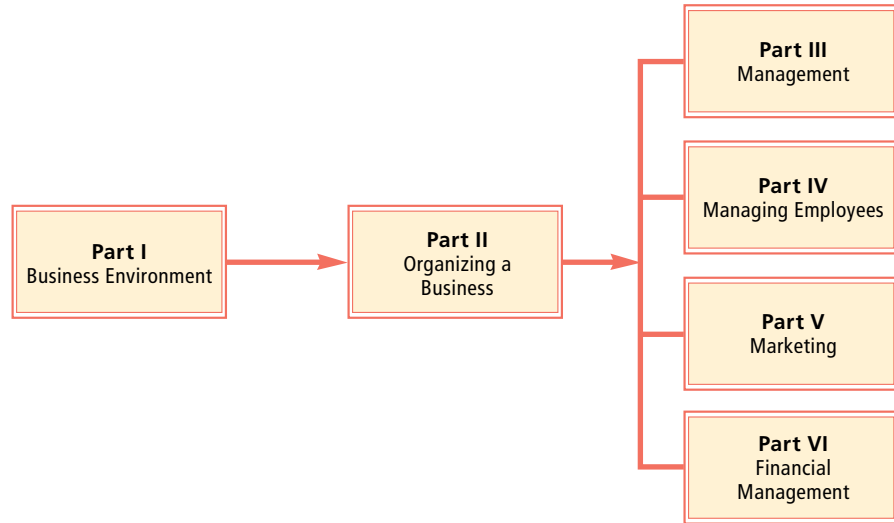 Part III
Management
Part IV
Managing Employees
Part I
Business Environment
Part II
Organizing a
Business
Part V
Marketing
Part VI
Financial
Management